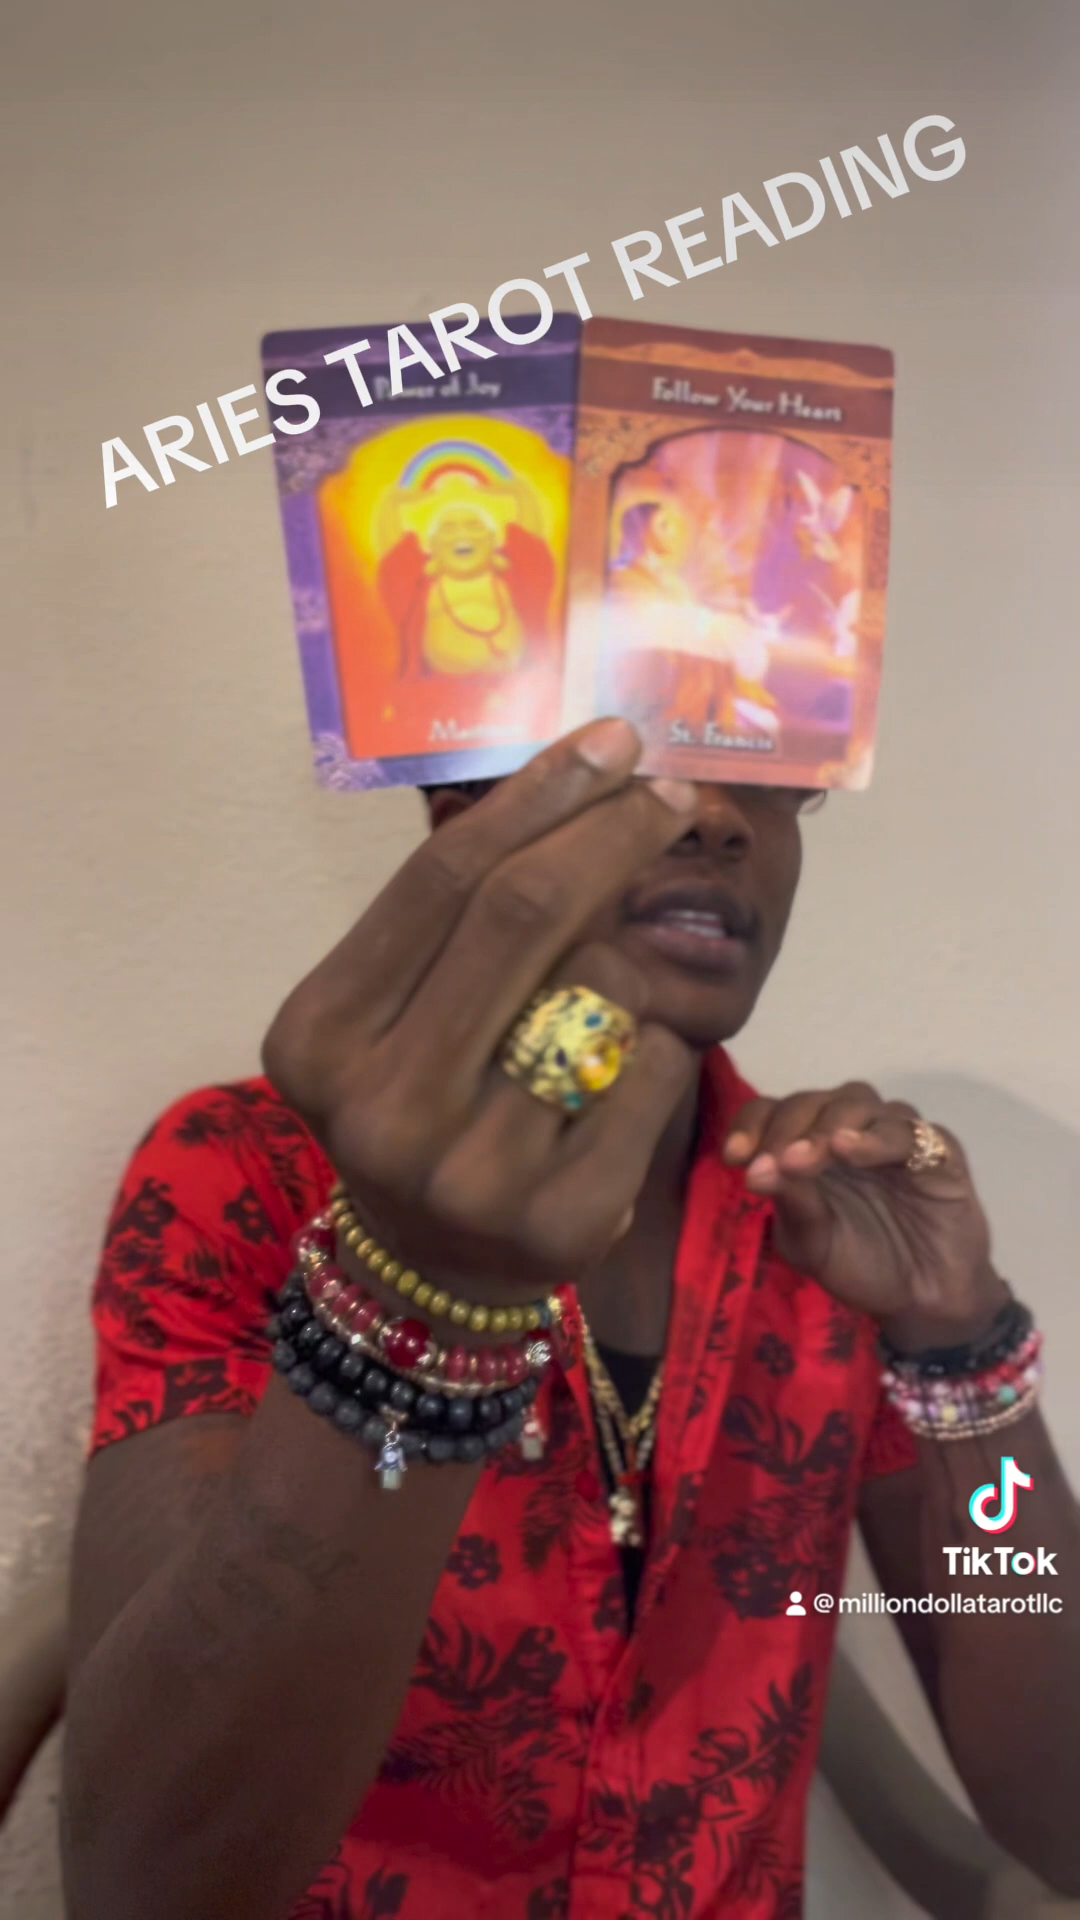 ARIES TAROT READING
Power of Joy
Follow Your Heart
St. Francis
TikTok
@milliondollatarotllc